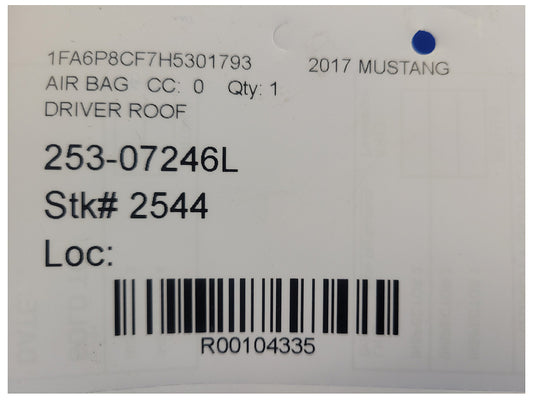 1FA6P8CF7H5301793 2017 MUSTANG
AIR BAG CC: 0 Qty: 1
DRIVER ROOF
253-07246L
Stk# 2544
Loc:
R00104335